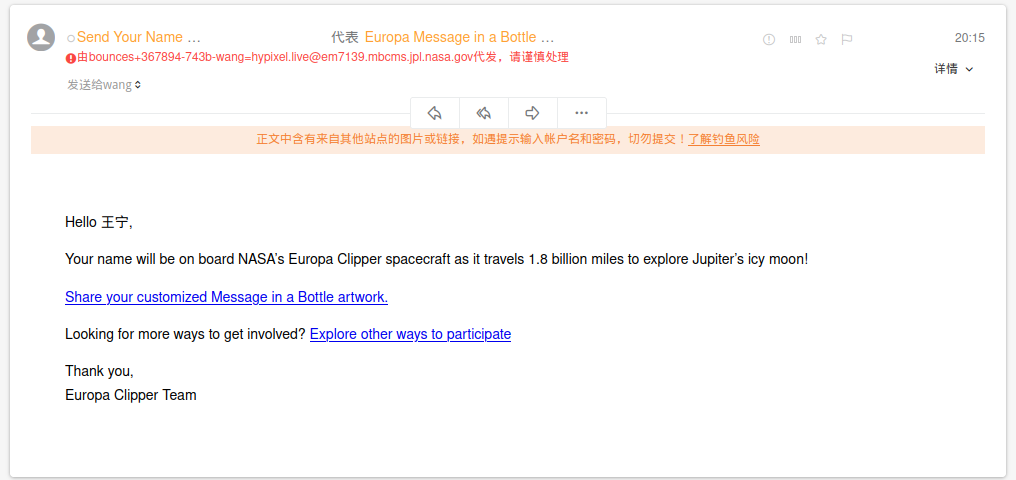 Send Your Name ... 代表 Europa Message in a Bottle ... 20:15
由bounces+367894-743b-wang=hypixel.live@em7139.mbcms.jpl.nasa.gov代发，请谨慎处理
详情
发送给wang
正文中含有来自其他站点的图片或链接，如遇提示输入帐户名和密码，切勿提交！了解钓鱼风险
Hello 王宁,
Your name will be on board NASA's Europa Clipper spacecraft as it travels 1.8 billion miles to explore Jupiter's icy moon!
Share your customized Message in a Bottle artwork.
Looking for more ways to get involved? Explore other ways to participate
Thank you,
Europa Clipper Team